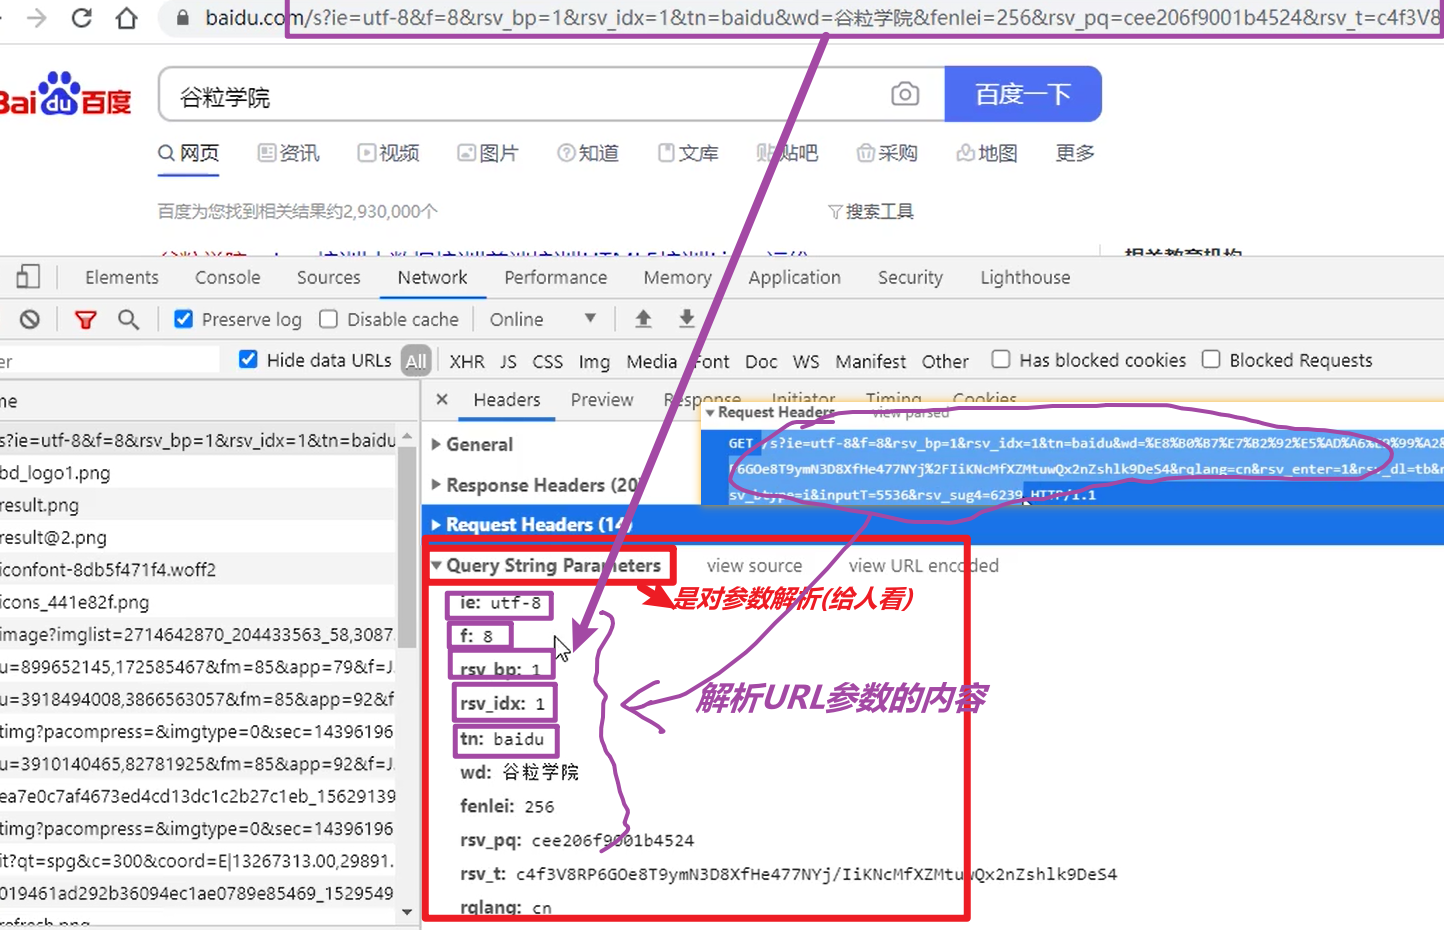 baidu.com/s?ie=utf-8&f=8&rsv_bp=1&rsv_idx=1&tn=baidu&wd=谷粒学院&fenlei=256&rsv_pq=cee206f9001b4524&rsv_t=c4f3V8
Bai du 百度
谷粒学院
百度一下
网页 资讯 视频 图片 知道 文库 贴吧 采购 地图 更多
百度为您找到相关结果约2,930,000个
搜索工具
相关教育机构
Elements Console Sources Network Performance Memory Application Security Lighthouse
Preserve log Disable cache Online
er Hide data URLs All XHR JS CSS Img Media Font Doc WS Manifest Other Has blocked cookies Blocked Requests
me
× Headers Preview Response Initiator Timing Cookies
s?ie=utf-8&f=8&rsv_bp=1&rsv_idx=1&tn=baidu
bd_logo1.png
result.png
result@2.png
iconfont-8db5f471f4.woff2
icons_441e82f.png
image?imglist=2714642870_204433563_58,3087.
u=899652145,172585467&fm=85&app=79&f=J.
u=3918494008,3866563057&fm=85&app=92&f
timg?pacompress=&imgtype=0&sec=14396196
u=3910140465,82781925&fm=85&app=92&f=J.
ea7e0c7af4673ed4cd13dc1c2b27c1eb_15629139
timg?pacompress=&imgtype=0&sec=14396196
it?qt=spg&c=300&coord=E|13267313.00,29891.
019461ad292b36094ec1ae0789e85469_1529549
refresh.png
General
Response Headers (20)
Request Headers (14)
Request Headers view parsed
GET /s?ie=utf-8&f=8&rsv_bp=1&rsv_idx=1&tn=baidu&wd=%E8%B0%B7%E7%B2%92%E5%AD%A6%E9%99%A2&
P6GOe8T9ymN3D8XfHe477NYj%2FIiKNcMfXZMtuwQx2nZshlk9DeS4&rqlang=cn&rsv_enter=1&rsv_dl=tb&r
sv_btype=i&inputT=5536&rsv_sug4=6239 HTTP/1.1
Query String Parameters view source view URL encoded
是对参数解析(给人看)
ie: utf-8
f: 8
rsv_bp: 1
rsv_idx: 1
解析URL参数的内容
tn: baidu
wd: 谷粒学院
fenlei: 256
rsv_pq: cee206f9001b4524
rsv_t: c4f3V8RP6GOe8T9ymN3D8XfHe477NYj/IiKNcMfXZMtuwQx2nZshlk9DeS4
rqlang: cn